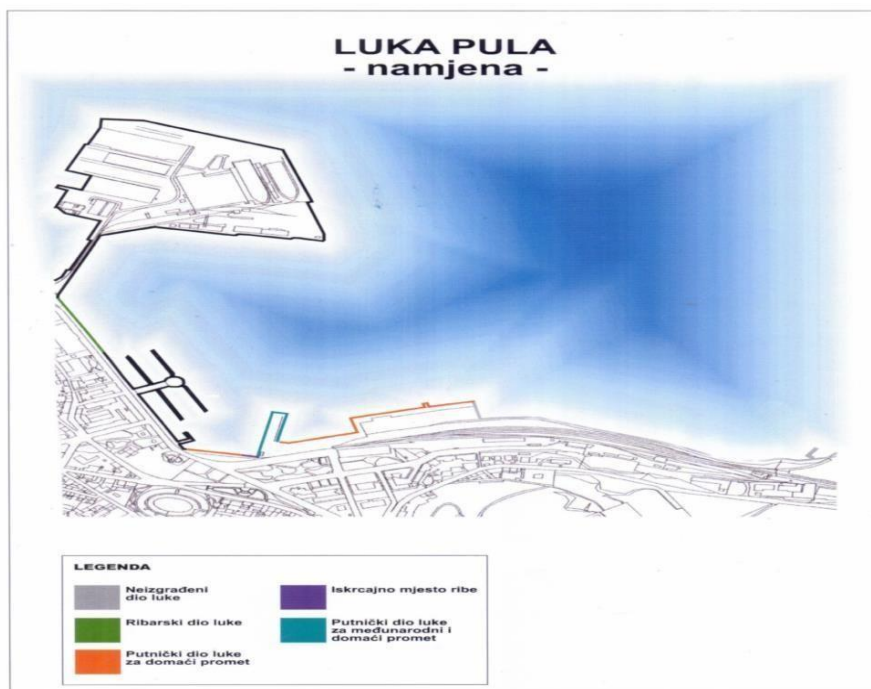 LUKA PULA
- namjena -
LEGENDA
Neizgrađeni
dio luke
Ribarski dio luke
Putnički dio luke
za domaći promet
Iskrcajno mjesto ribe
Putnički dio luke
za međunarodni i
domaći promet